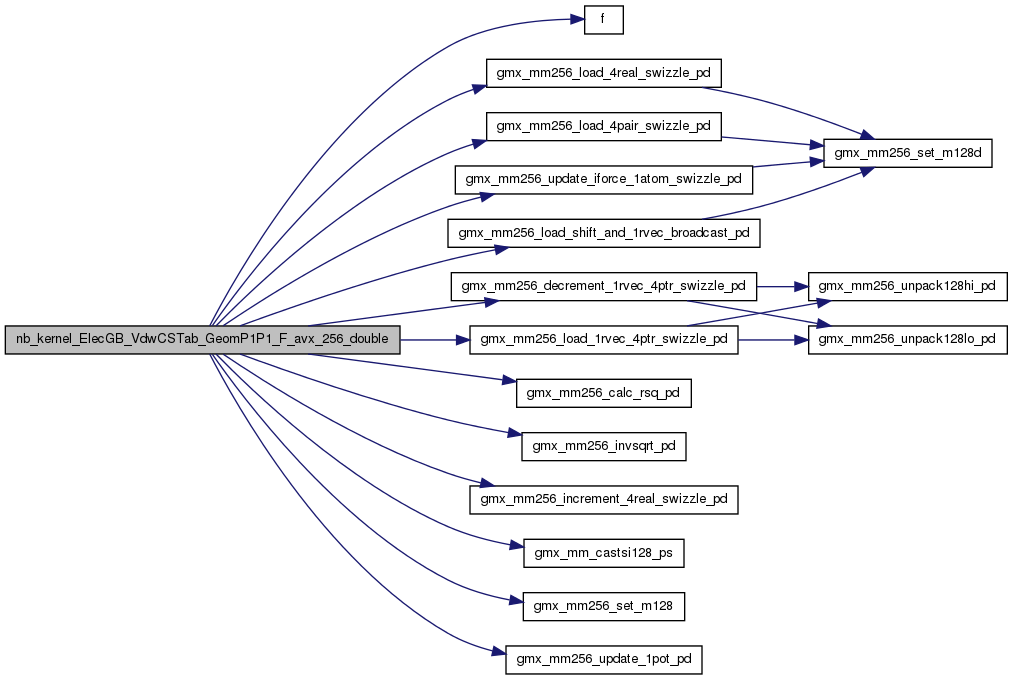 f
gmx_mm256_load_4real_swizzle_pd
gmx_mm256_load_4pair_swizzle_pd
gmx_mm256_set_m128d
gmx_mm256_update_iforce_1atom_swizzle_pd
gmx_mm256_load_shift_and_1rvec_broadcast_pd
gmx_mm256_decrement_1rvec_4ptr_swizzle_pd
gmx_mm256_unpack128hi_pd
nb_kernel_ElecGB_VdwCSTab_GeomP1P1_F_avx_256_double
gmx_mm256_load_1rvec_4ptr_swizzle_pd
gmx_mm256_unpack128lo_pd
gmx_mm256_calc_rsq_pd
gmx_mm256_invsqrt_pd
gmx_mm256_increment_4real_swizzle_pd
gmx_mm_castsi128_ps
gmx_mm256_set_m128
gmx_mm256_update_1pot_pd